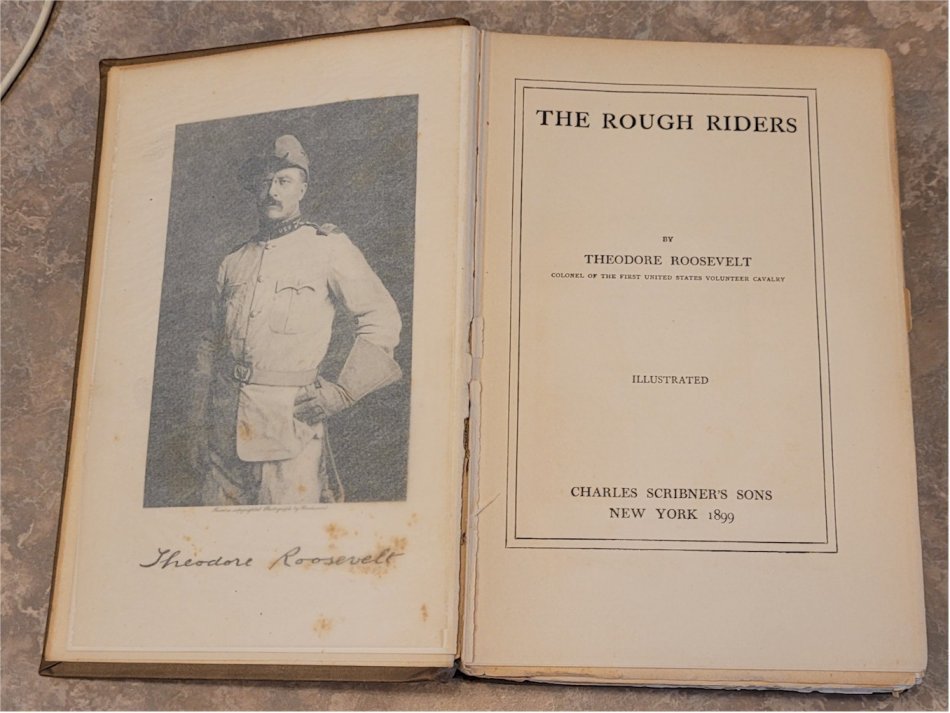 Theodore Roosevelt
THE ROUGH RIDERS
BY
THEODORE ROOSEVELT
COLONEL OF THE FIRST UNITED STATES VOLUNTEER CAVALRY
ILLUSTRATED
CHARLES SCRIBNER'S SONS
NEW YORK 1899